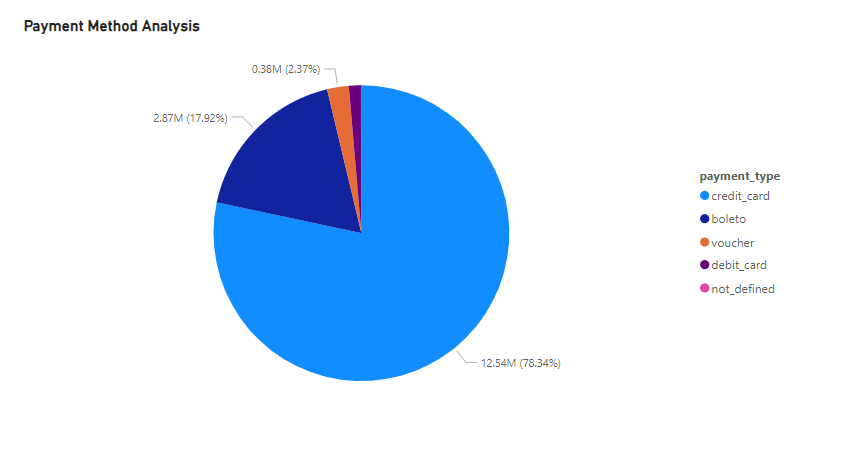 Payment Method Analysis
0.38M (2.37%)
2.87M (17.92%)
12.54M (78.34%)
payment_type
credit_card
boleto
voucher
debit_card
not_defined